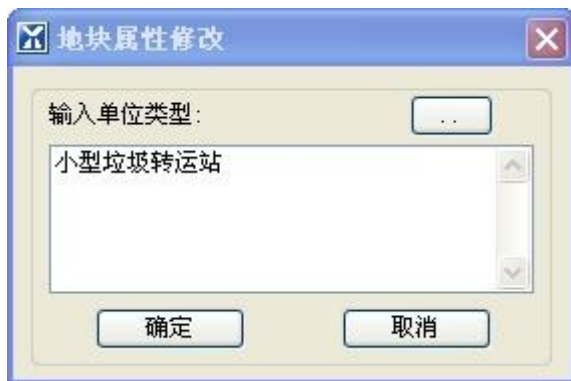 地块属性修改
输入单位类型:
..
小型垃圾转运站
确定
取消